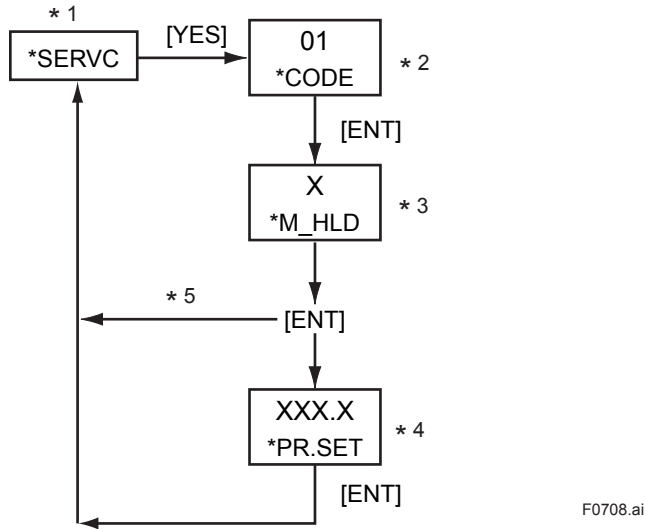 * 1
*SERVC
[YES]
01
*CODE
* 2
[ENT]
X
*M_HLD
* 3
* 5
[ENT]
XXX.X
*PR.SET
* 4
[ENT]
F0708.ai